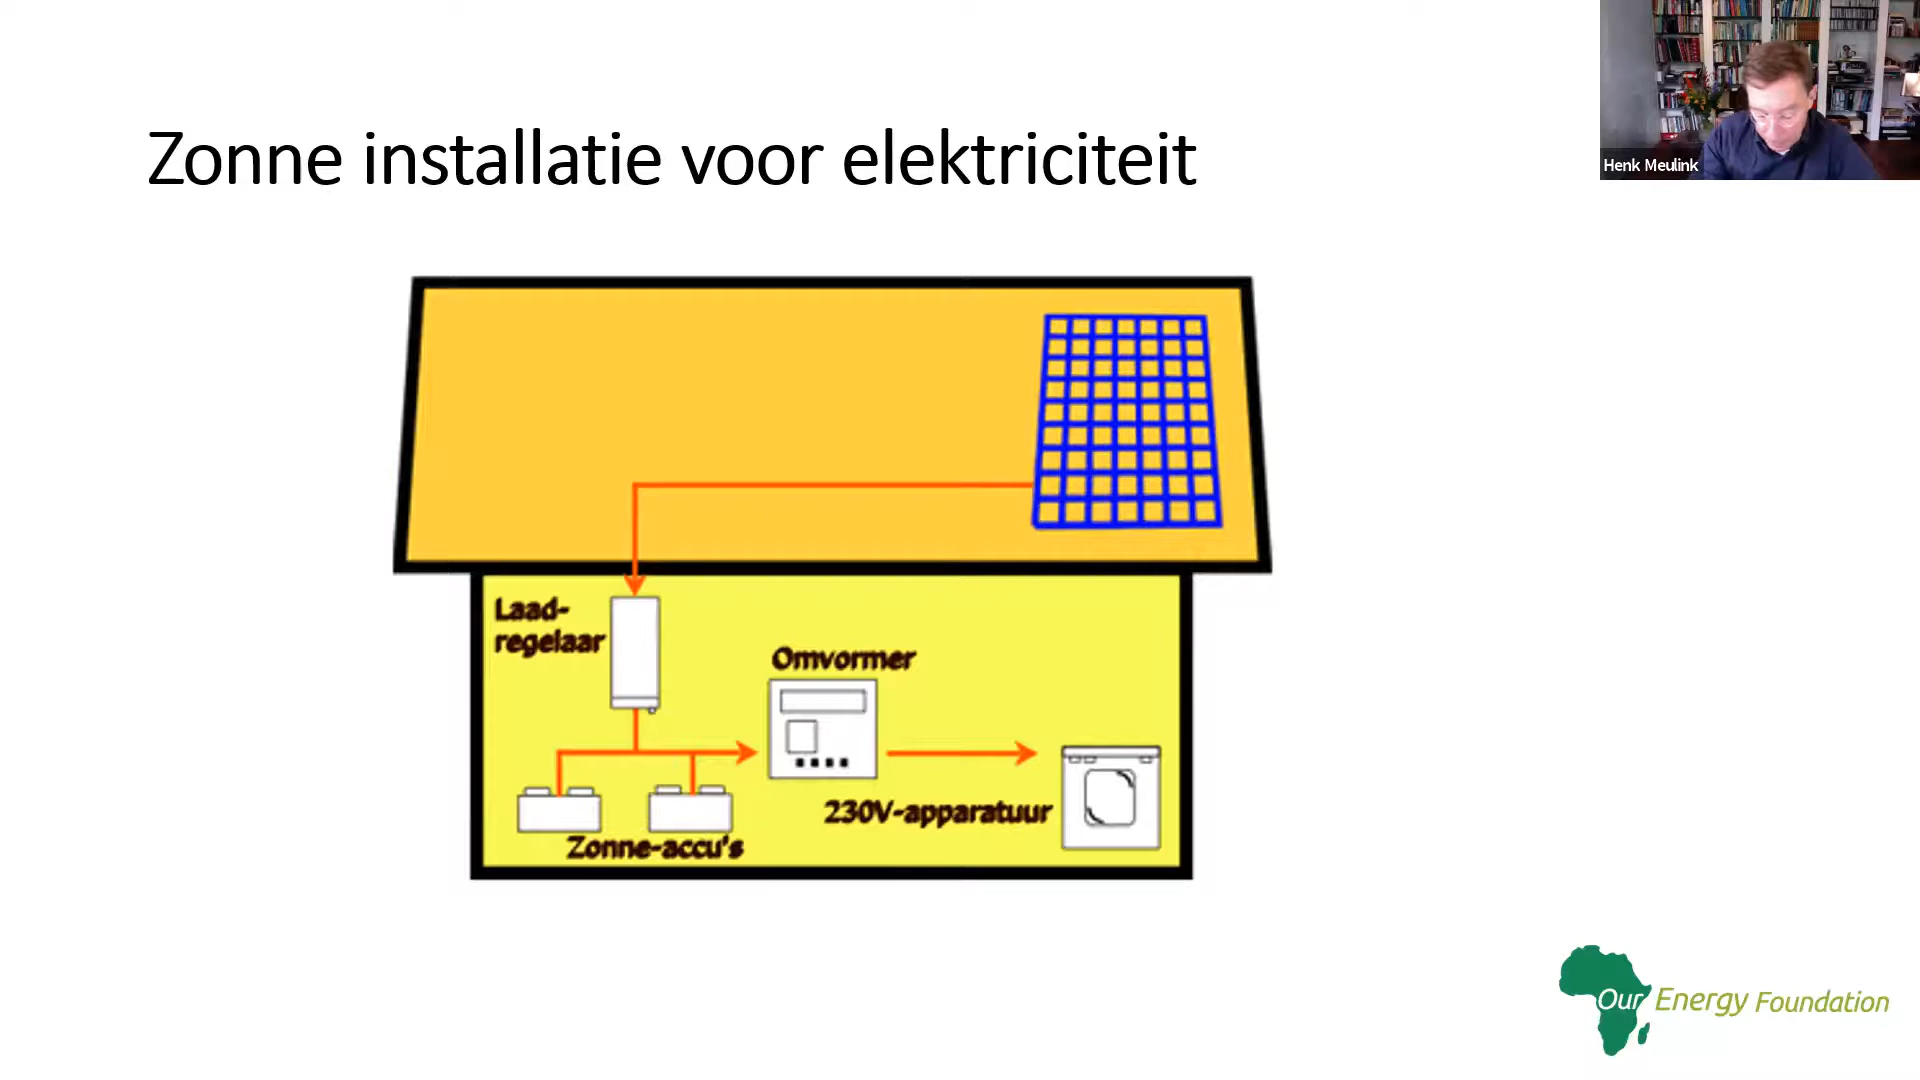 Zonne installatie voor elektriciteit
Henk Meulink
Laad-
regelaar
Omvormer
230V-apparatuur
Zonne-accu's
Our Energy Foundation